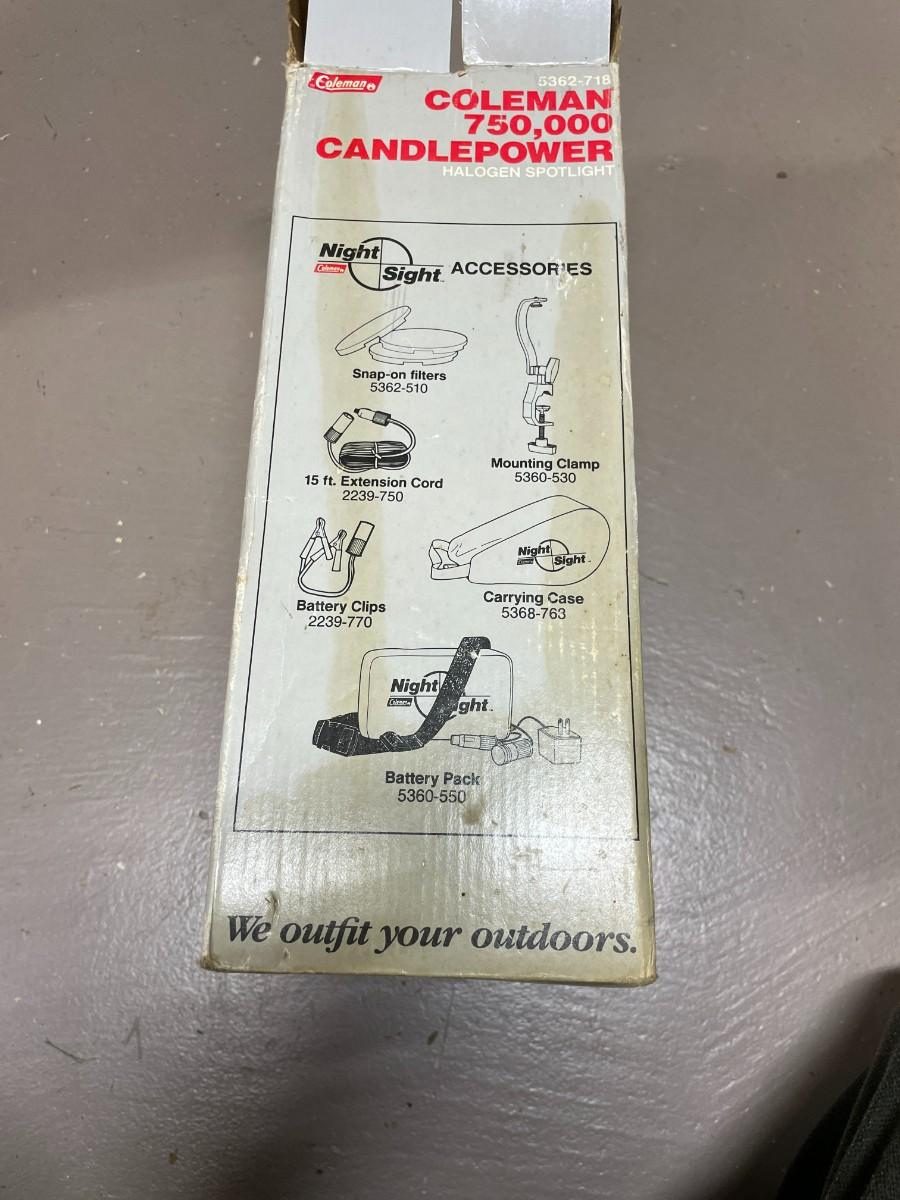 Coleman
5362-718
COLEMAN
750,000
CANDLEPOWER
HALOGEN SPOTLIGHT
Night
Coleman
Sight™
ACCESSORIES
Snap-on filters
5362-510
Mounting Clamp
5360-530
15 ft. Extension Cord
2239-750
Night
Sight
Battery Clips
2239-770
Carrying Case
5368-763
Night
Coleman
ght
Battery Pack
5360-550
We outfit your outdoors.